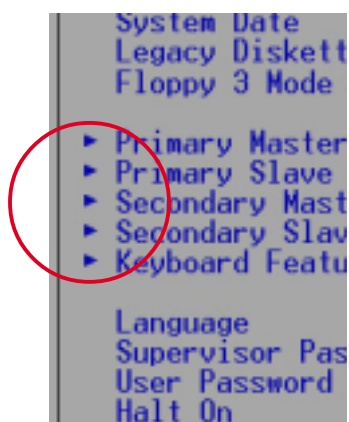 System Date
Legacy Diskett
Floppy 3 Mode
Primary Master
Primary Slave
Secondary Mast
Secondary Slav
Keyboard Featu
Language
Supervisor Pas
User Password
Halt On